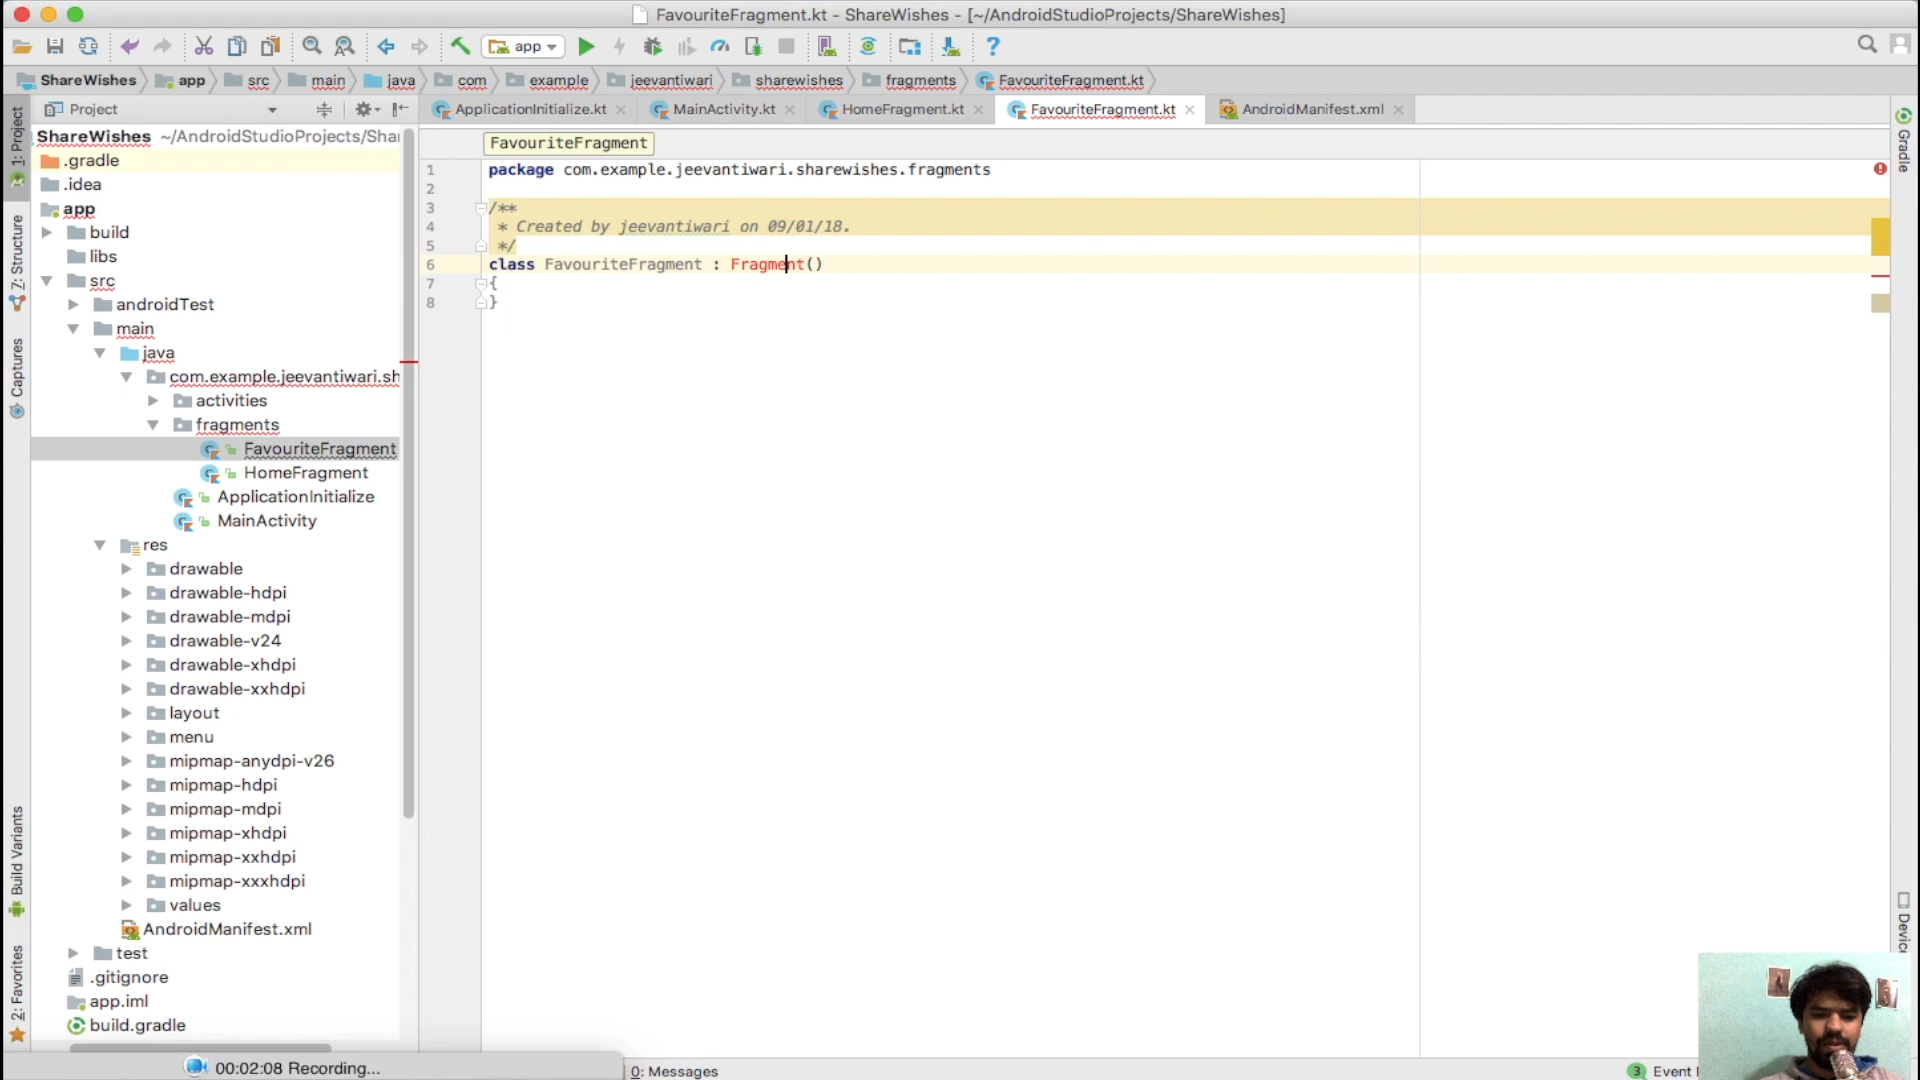 FavouriteFragment.kt - ShareWishes - [~/AndroidStudioProjects/ShareWishes]
app
ShareWishes app src main java com example jeevantiwari sharewishes fragments FavouriteFragment.kt
Project
ApplicationInitialize.kt MainActivity.kt HomeFragment.kt FavouriteFragment.kt AndroidManifest.xml
ShareWishes ~/AndroidStudioProjects/Shar
.gradle
.idea
app
build
libs
src
androidTest
main
java
com.example.jeevantiwari.sh
activities
fragments
FavouriteFragment
HomeFragment
ApplicationInitialize
MainActivity
res
drawable
drawable-hdpi
drawable-mdpi
drawable-v24
drawable-xhdpi
drawable-xxhdpi
layout
menu
mipmap-anydpi-v26
mipmap-hdpi
mipmap-mdpi
mipmap-xhdpi
mipmap-xxhdpi
mipmap-xxxhdpi
values
AndroidManifest.xml
test
.gitignore
app.iml
build.gradle
1: Project
7: Structure
Captures
Build Variants
2: Favorites
FavouriteFragment
1 package com.example.jeevantiwari.sharewishes.fragments
2
3 /**
4 * Created by jeevantiwari on 09/01/18.
5 */
6 class FavouriteFragment : Fragment()
7 {
8 }
Gradle
Device
00:02:08 Recording...
0: Messages
3 Event